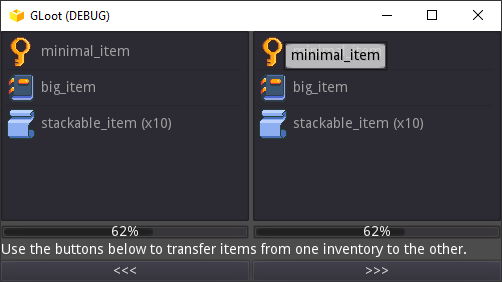 GLoot (DEBUG)
minimal_item
big_item
stackable_item (x10)
minimal_item
big_item
stackable_item (x10)
62%
62%
Use the buttons below to transfer items from one inventory to the other.
<<<
>>>